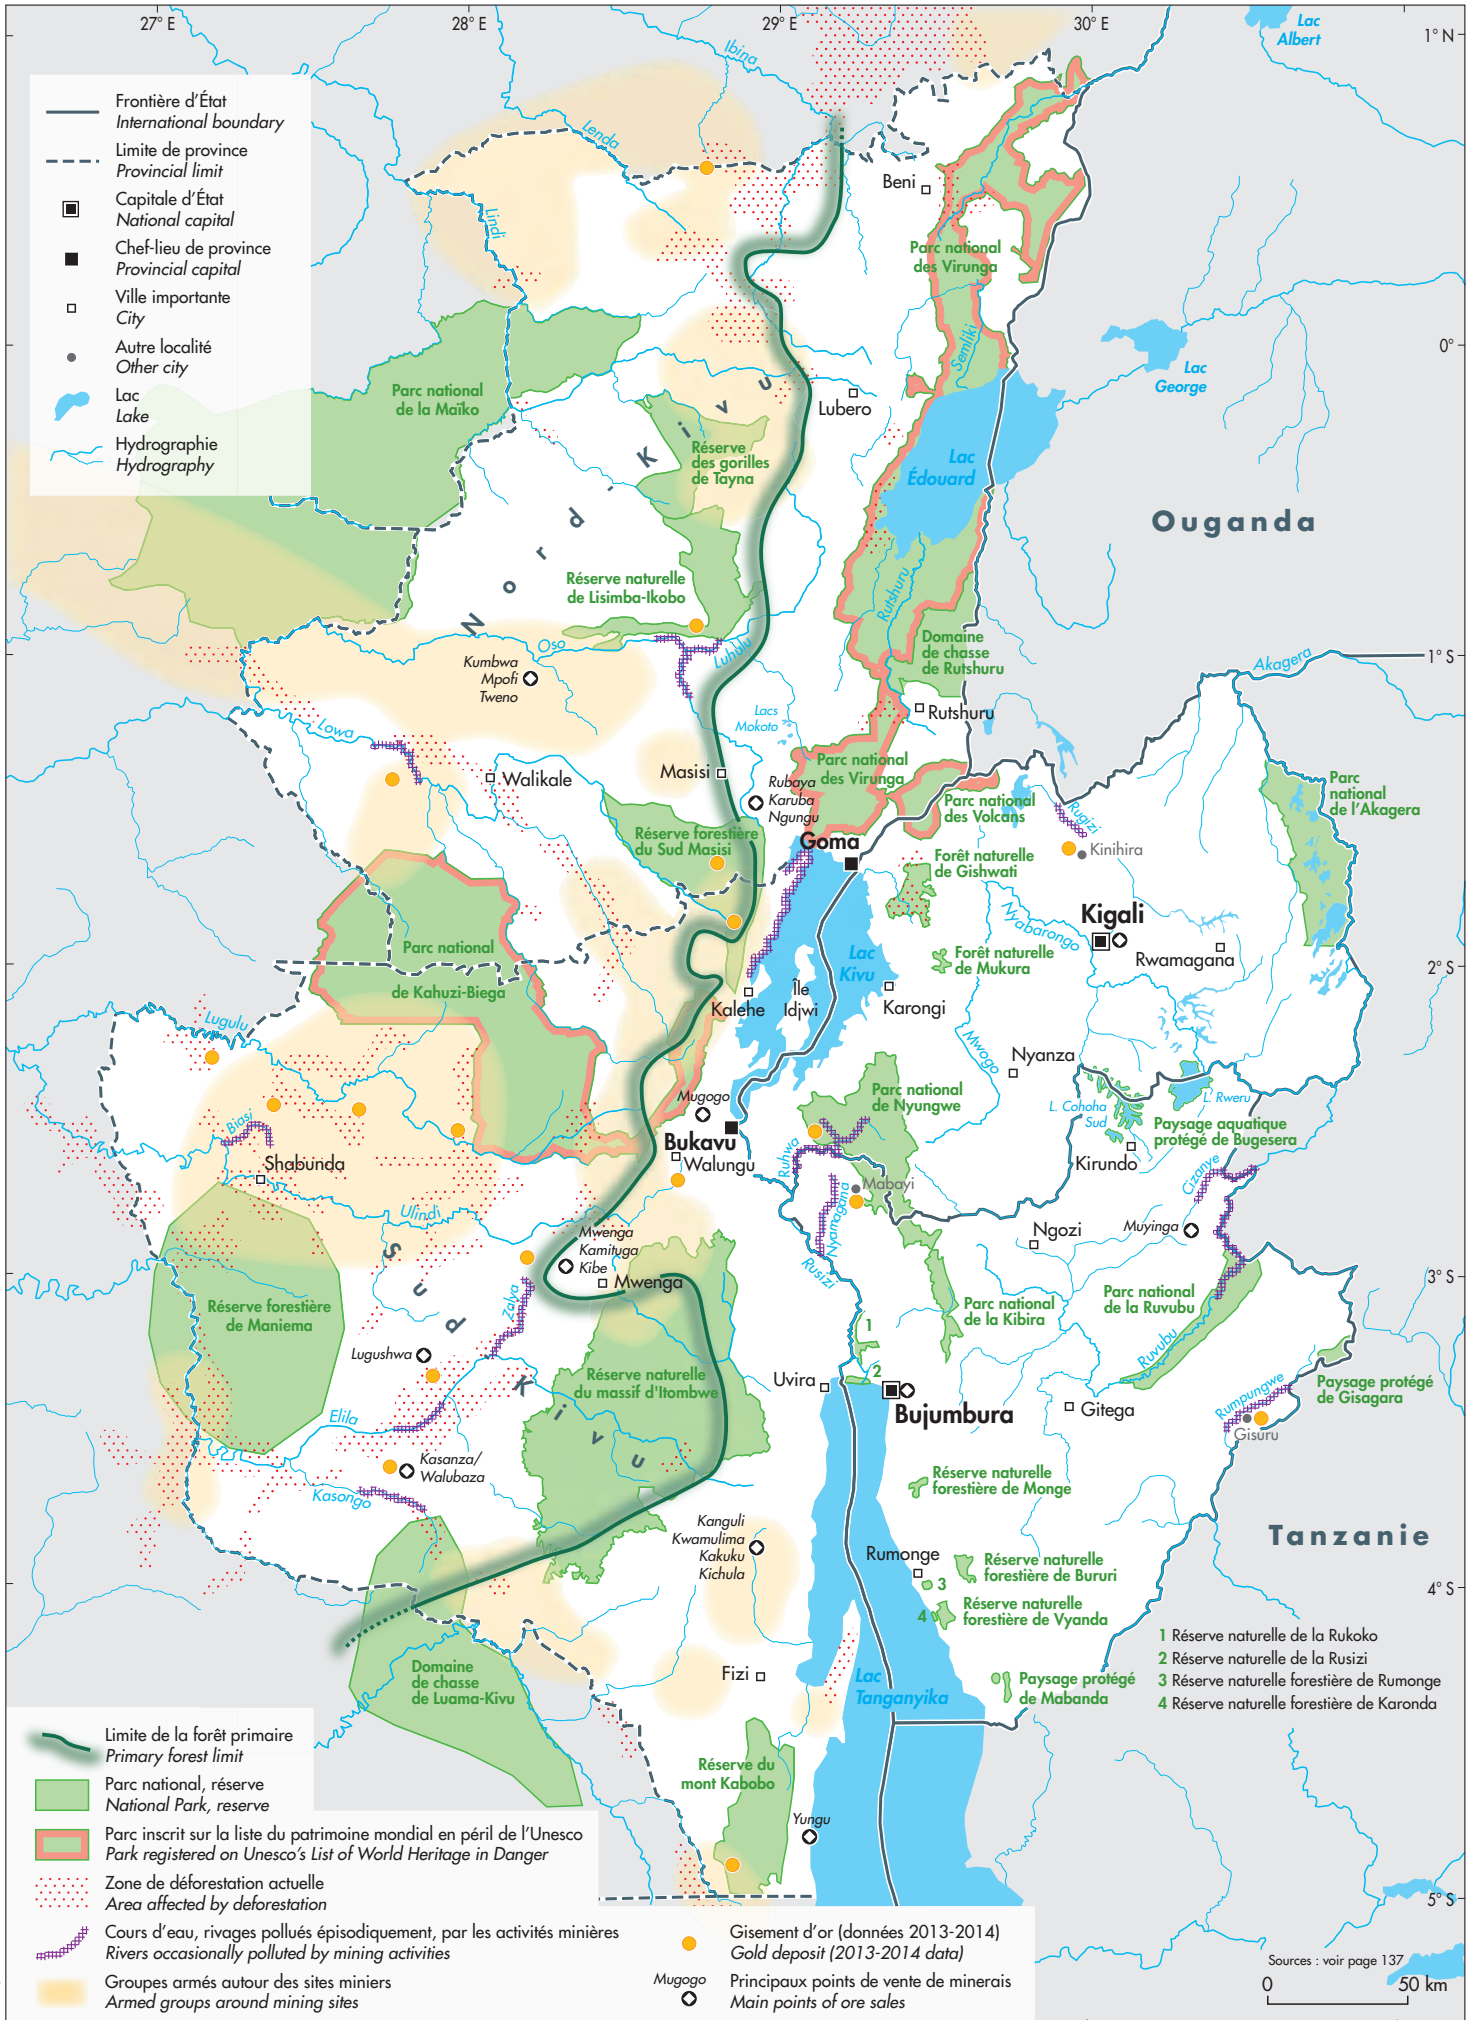 27° E
28° E
29° E
30° E
1° N
0°
1° S
2° S
3° S
4° S
5° S
Frontière d'État
International boundary
Limite de province
Provincial limit
Capitale d'État
National capital
Chef-lieu de province
Provincial capital
Ville importante
City
Autre localité
Other city
Lac
Lake
Hydrographie
Hydrography
Lac
Albert
Ibina
Lenda
Lindi
Beni
Parc national
des Virunga
Semliki
Lac
George
Parc national
de la Maïko
Lubero
Nord-Kivu
Réserve
des gorilles
de Tayna
Lac
Édouard
Ouganda
Réserve naturelle
de Lisimba-Ikobo
Rutshuru
Oso
Luhulu
Domaine
de chasse
de Rutshuru
Kumbwa
Mpofi
Tweno
Akagera
Lacs
Mokoto
Rutshuru
Lowa
Walikale
Masisi
Rubaya
Karuba
Ngungu
Parc national
des Virunga
Parc national
des Volcans
Parc
national
de l'Akagera
Rugizi
Kinihira
Réserve forestière
du Sud Masisi
Goma
Forêt naturelle
de Gishwati
Kigali
Nyabarongo
Rwamagana
Parc national
de Kahuzi-Biega
Lac
Kivu
Forêt naturelle
de Mukura
Île
Idjwi
Kalehe
Karongi
Lugulu
Mwogo
Nyanza
Mugogo
Parc national
de Nyungwe
L. Cohoha
Sud
L. Rweru
Paysage aquatique
protégé de Bugesera
Biasi
Bukavu
Walungu
Ruhwa
Kirundo
Shabunda
Mabayi
Cizanye
Ulindi
Nyamagana
Mwenga
Kamituga
Kibe
Ngozi
Muyinga
Sud-Kivu
Mwenga
Rusizi
Zalya
Réserve forestière
de Maniema
Parc national
de la Kibira
Parc national
de la Ruvubu
1
Ruvubu
Lugushwa
2
Réserve naturelle
du massif d'Itombwe
Uvira
Bujumbura
Gitega
Rumpungwe
Paysage protégé
de Gisagara
Gisuru
Elila
Kasanza/
Walubaza
Kasongo
Réserve naturelle
forestière de Monge
Kanguli
Kwamulima
Kakuku
Kichula
Tanzanie
Rumonge
Réserve naturelle
forestière de Bururi
3
4
Réserve naturelle
forestière de Vyanda
1 Réserve naturelle de la Rukoko
2 Réserve naturelle de la Rusizi
3 Réserve naturelle forestière de Rumonge
4 Réserve naturelle forestière de Karonda
Domaine
de chasse
de Luama-Kivu
Fizi
Lac
Tanganyika
Paysage protégé
de Mabanda
Réserve du
mont Kabobo
Yungu
Limite de la forêt primaire
Primary forest limit
Parc national, réserve
National Park, reserve
Parc inscrit sur la liste du patrimoine mondial en péril de l'Unesco
Park registered on Unesco's List of World Heritage in Danger
Zone de déforestation actuelle
Area affected by deforestation
Cours d'eau, rivages pollués épisodiquement, par les activités minières
Rivers occasionally polluted by mining activities
Groupes armés autour des sites miniers
Armed groups around mining sites
Gisement d'or (données 2013-2014)
Gold deposit (2013-2014 data)
Mugogo
Principaux points de vente de minerais
Main points of ore sales
Sources : voir page 137
0
50 km